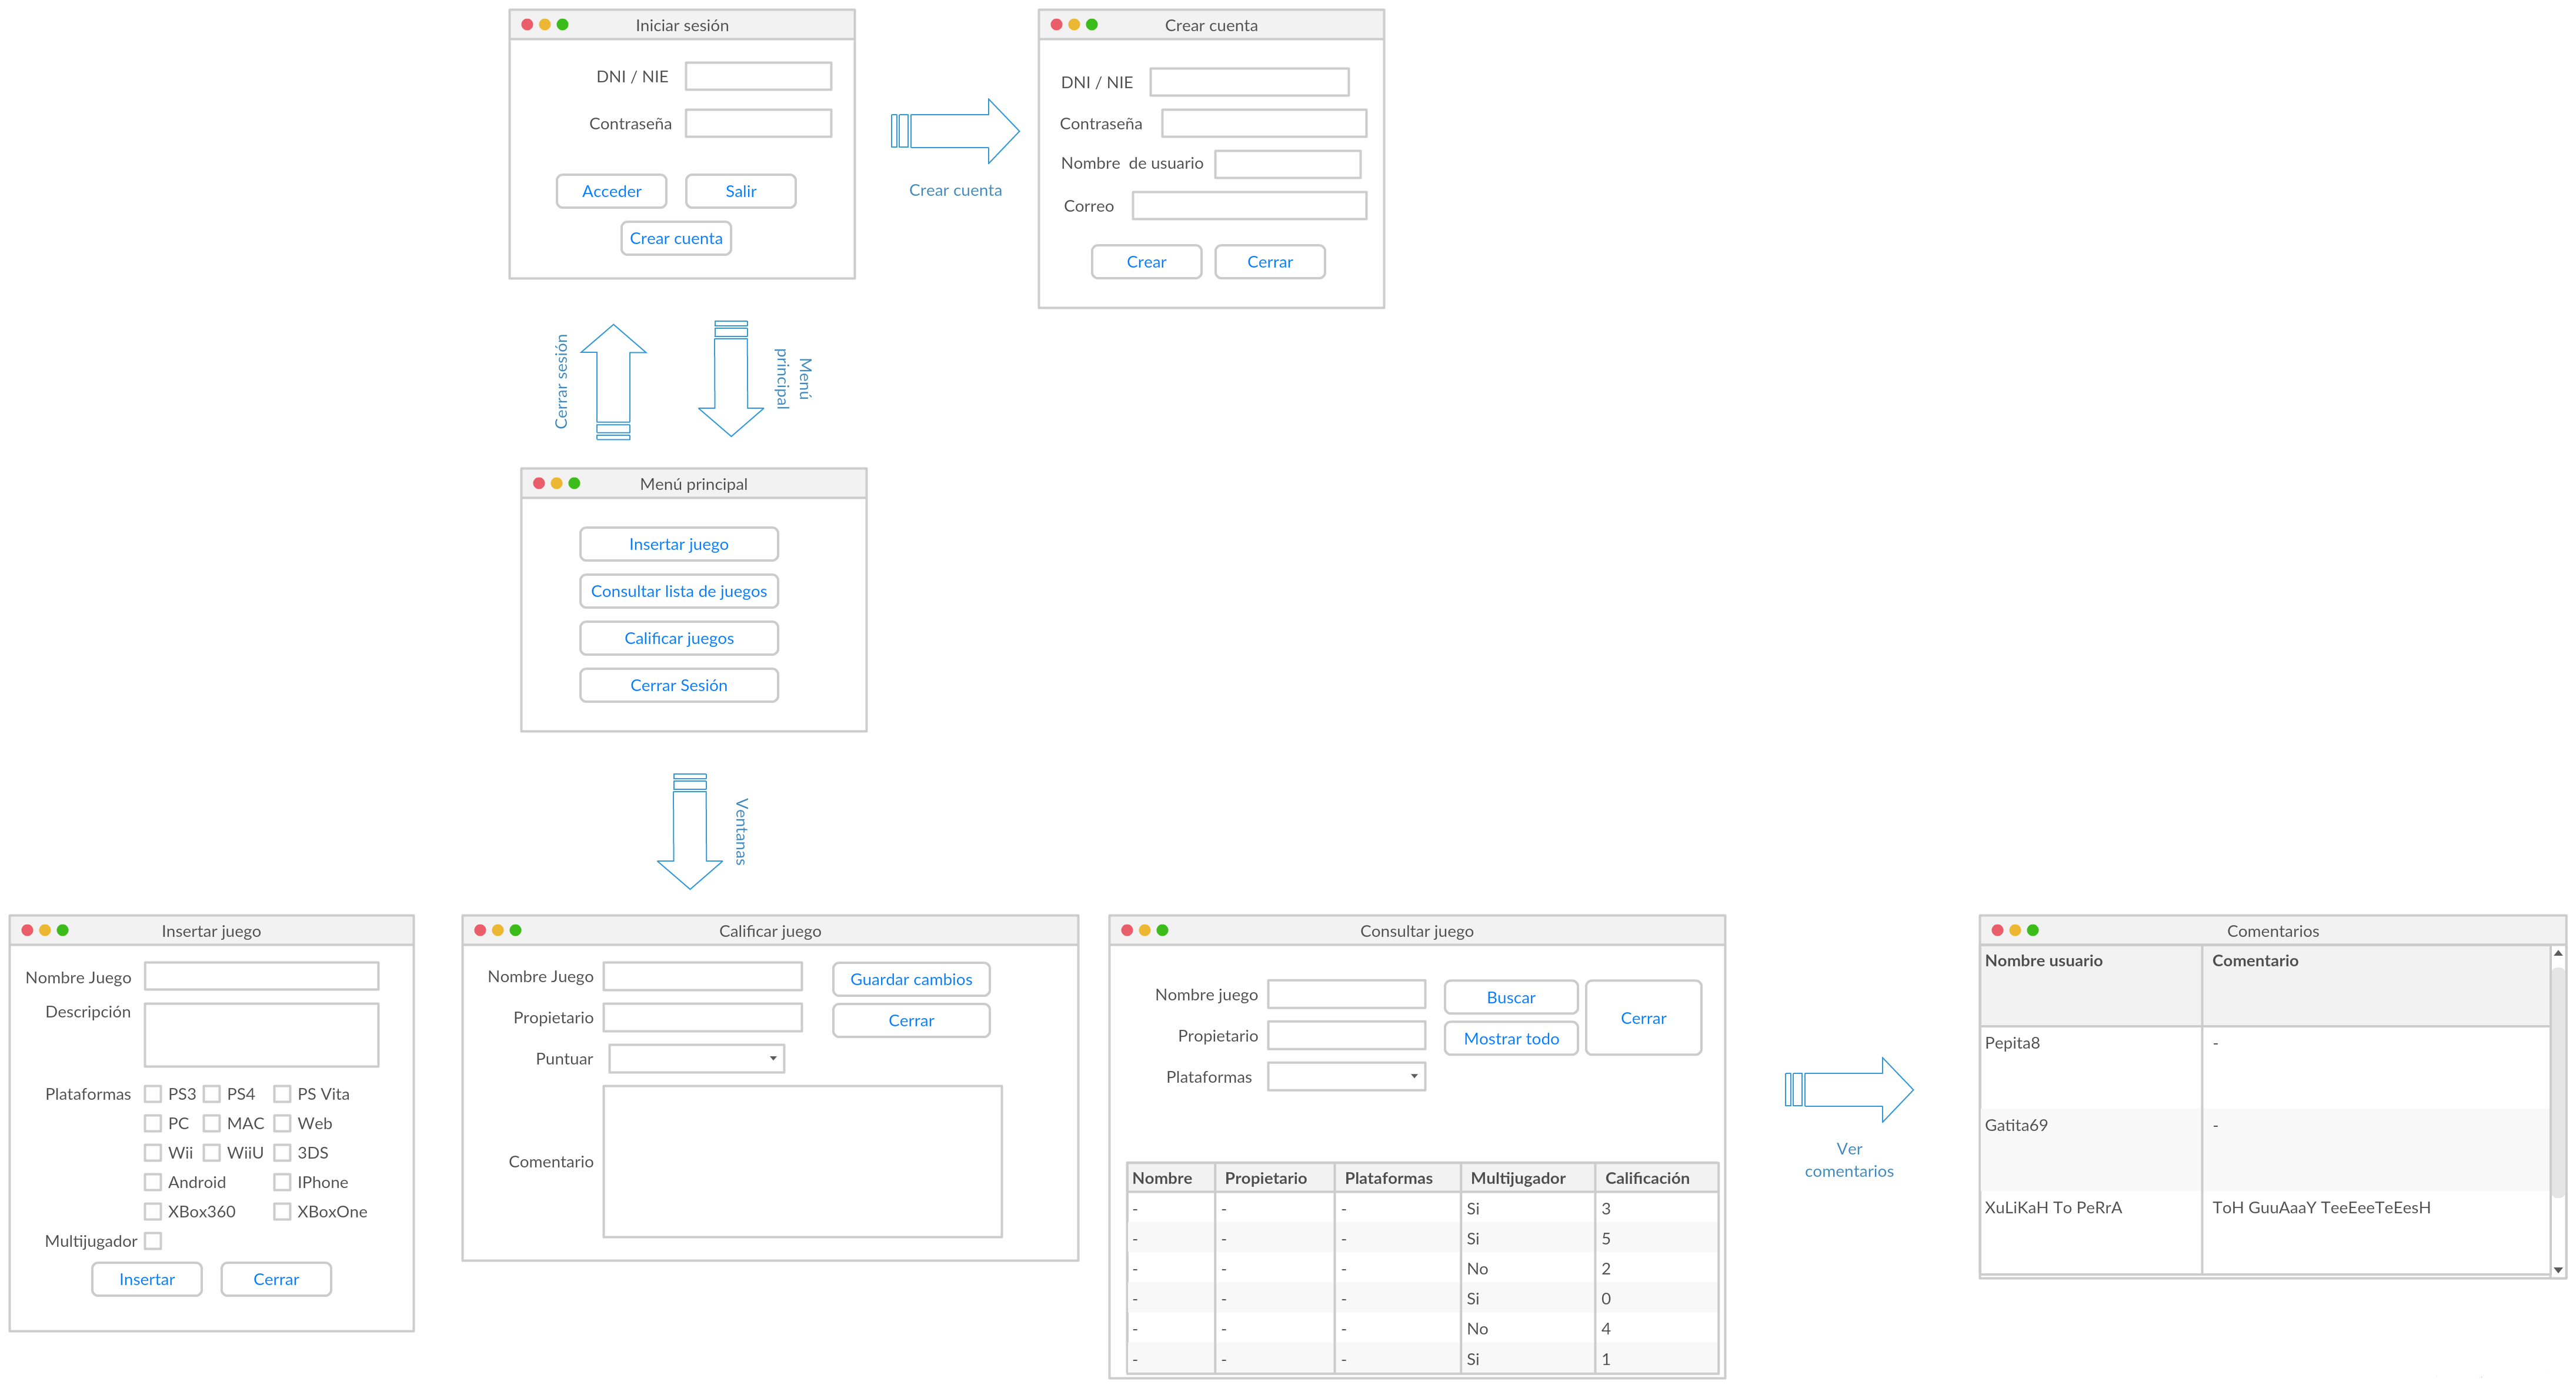 Iniciar sesión
DNI / NIE
Contraseña
Acceder
Salir
Crear cuenta
Crear cuenta
Crear cuenta
DNI / NIE
Contraseña
Nombre de usuario
Correo
Crear
Cerrar
Cerrar sesión
Menú
principal
Menú principal
Insertar juego
Consultar lista de juegos
Calificar juegos
Cerrar Sesión
Ventanas
Insertar juego
Nombre Juego
Descripción
Plataformas PS3 PS4 PS Vita
PC MAC Web
Wii WiiU 3DS
Android IPhone
XBox360 XBoxOne
Multijugador
Insertar Cerrar
Calificar juego
Nombre Juego
Guardar cambios
Propietario
Cerrar
Puntuar
Comentario
Consultar juego
Nombre juego
Buscar
Cerrar
Propietario
Mostrar todo
Plataformas
Nombre Propietario Plataformas Multijugador Calificación
- - - Si 3
- - - Si 5
- - - No 2
- - - Si 0
- - - No 4
- - - Si 1
Ver
comentarios
Comentarios
Nombre usuario Comentario
Pepita8 -
Gatita69 -
XuLiKaH To PeRrA ToH GuuAaaY TeeEeeTeEesH